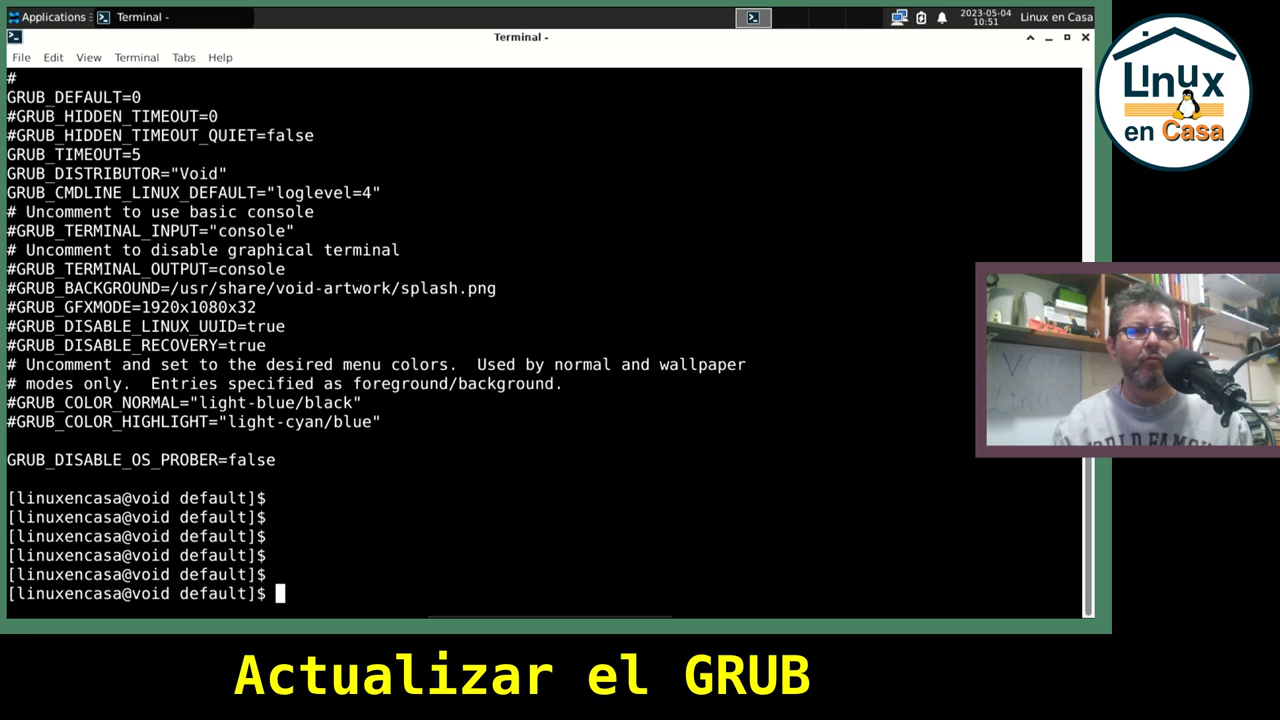 Applications
Terminal -
2023-05-04
10:51
Linux en Casa
Terminal -
File Edit View Terminal Tabs Help
#
GRUB_DEFAULT=0
#GRUB_HIDDEN_TIMEOUT=0
#GRUB_HIDDEN_TIMEOUT_QUIET=false
GRUB_TIMEOUT=5
GRUB_DISTRIBUTOR="Void"
GRUB_CMDLINE_LINUX_DEFAULT="loglevel=4"
# Uncomment to use basic console
#GRUB_TERMINAL_INPUT="console"
# Uncomment to disable graphical terminal
#GRUB_TERMINAL_OUTPUT=console
#GRUB_BACKGROUND=/usr/share/void-artwork/splash.png
#GRUB_GFXMODE=1920x1080x32
#GRUB_DISABLE_LINUX_UUID=true
#GRUB_DISABLE_RECOVERY=true
# Uncomment and set to the desired menu colors.  Used by normal and wallpaper
# modes only.  Entries specified as foreground/background.
#GRUB_COLOR_NORMAL="light-blue/black"
#GRUB_COLOR_HIGHLIGHT="light-cyan/blue"
GRUB_DISABLE_OS_PROBER=false
[linuxencasa@void default]$
[linuxencasa@void default]$
[linuxencasa@void default]$
[linuxencasa@void default]$
[linuxencasa@void default]$
[linuxencasa@void default]$
Linux
en Casa
VOID
Linux
WORLD FAMOU
Actualizar el GRUB